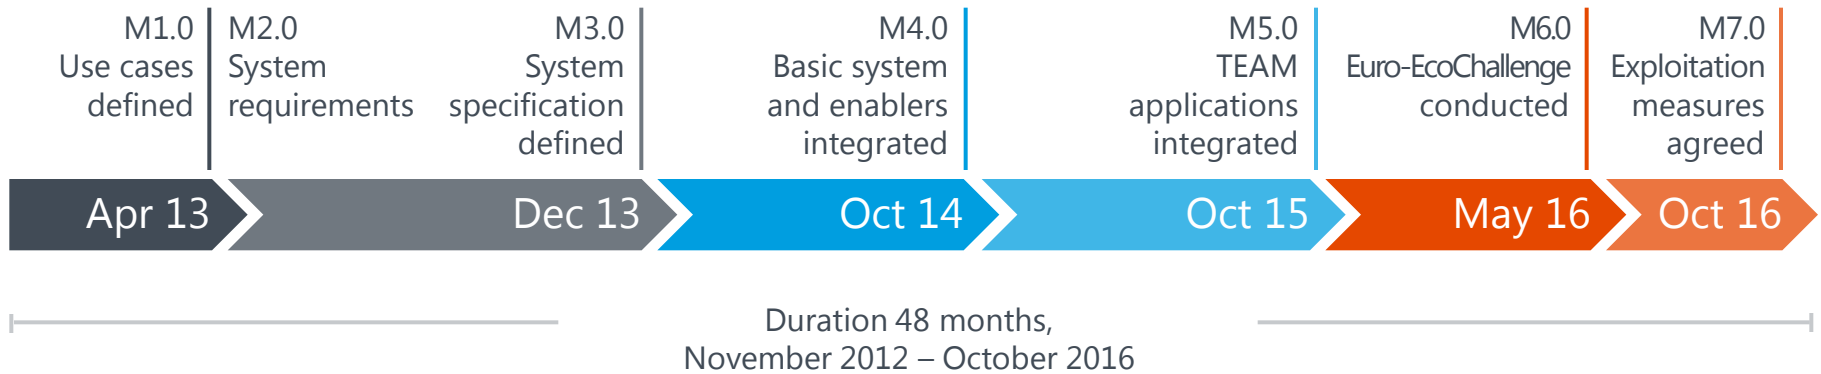 M1.0
Use cases
defined
M2.0
System
requirements
M3.0
System
specification
defined
M4.0
Basic system
and enablers
integrated
M5.0
TEAM
applications
integrated
M6.0
Euro-EcoChallenge
conducted
M7.0
Exploitation
measures
agreed
Apr 13
Dec 13
Oct 14
Oct 15
May 16
Oct 16
Duration 48 months,
November 2012 – October 2016